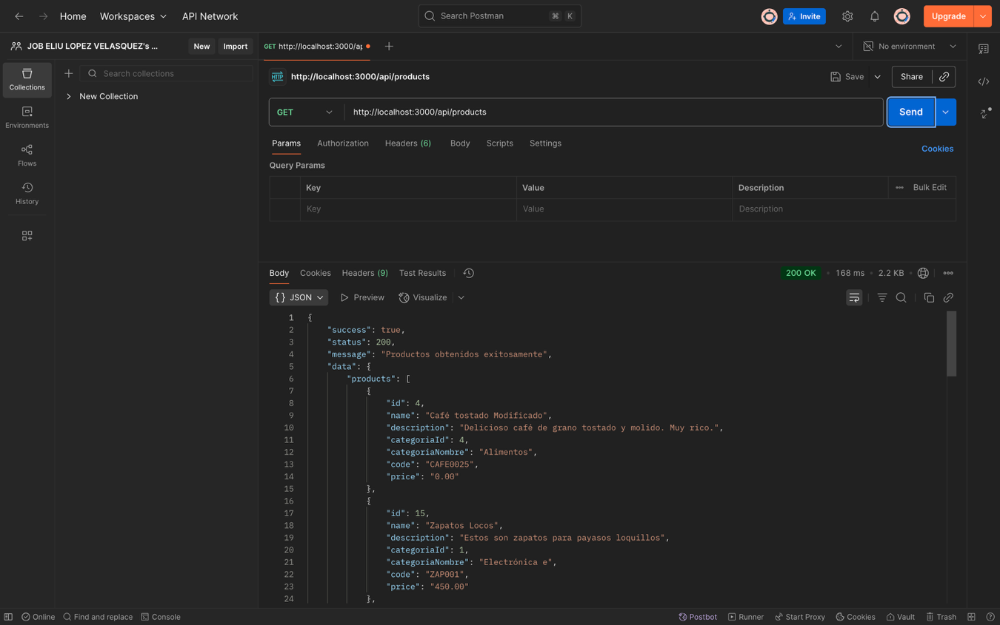 Home Workspaces API Network Search Postman ⌘ K Invite Upgrade
JOB ELIU LOPEZ VELASQUEZ's ... New Import GET http://localhost:3000/ap No environment
Collections
Environments
Flows
History
Search collections
New Collection
HTTP http://localhost:3000/api/products Save Share
GET http://localhost:3000/api/products Send
Params Authorization Headers (6) Body Scripts Settings Cookies
Query Params
Key Value Description Bulk Edit
Key Value Description
Body Cookies Headers (9) Test Results 200 OK • 168 ms • 2.2 KB
{ } JSON Preview Visualize
1 {
2 "success": true,
3 "status": 200,
4 "message": "Productos obtenidos exitosamente",
5 "data": {
6 "products": [
7 {
8 "id": 4,
9 "name": "Café tostado Modificado",
10 "description": "Delicioso café de grano tostado y molido. Muy rico.",
11 "categoriaId": 4,
12 "categoriaNombre": "Alimentos",
13 "code": "CAFE0025",
14 "price": "0.00"
15 },
16 {
17 "id": 15,
18 "name": "Zapatos Locos",
19 "description": "Estos son zapatos para payasos loquillos",
20 "categoriaId": 1,
21 "categoriaNombre": "Electrónica e",
22 "code": "ZAP001",
23 "price": "450.00"
24 },
Online Find and replace Console Postbot Runner Start Proxy Cookies Vault Trash